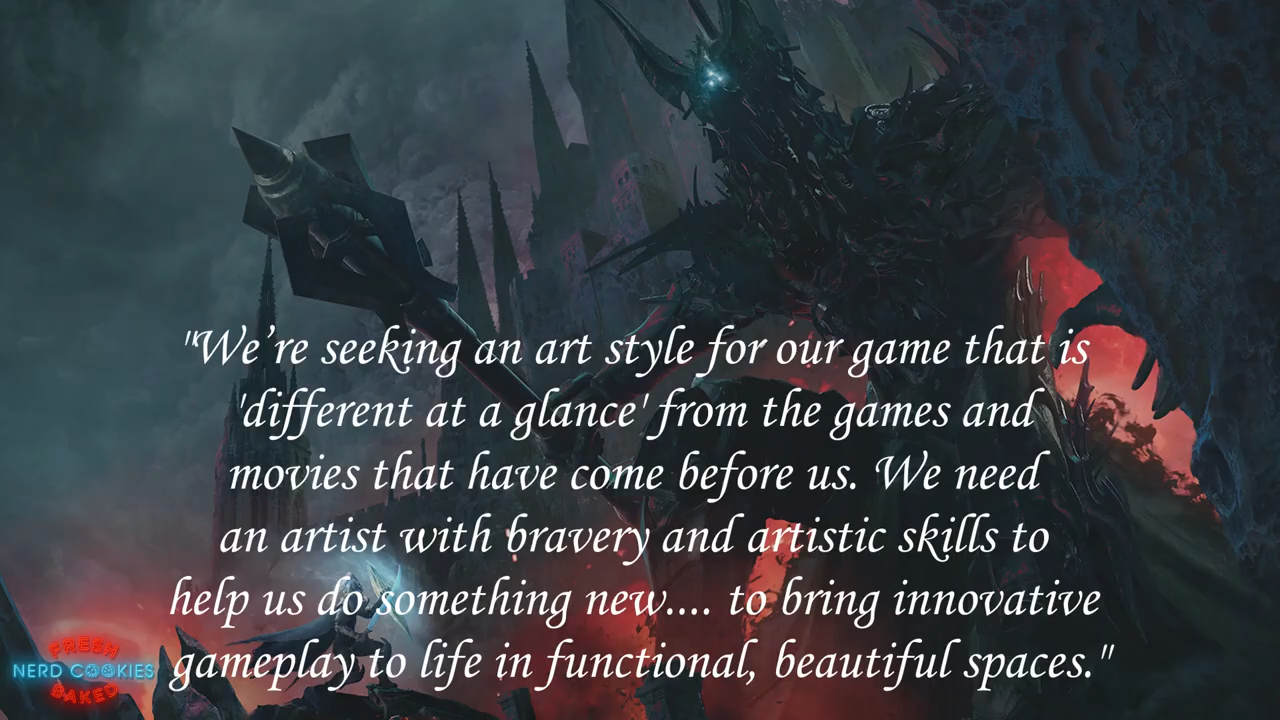 "We're seeking an art style for our game that is
'different at a glance' from the games and
movies that have come before us. We need
an artist with bravery and artistic skills to
help us do something new.... to bring innovative
gameplay to life in functional, beautiful spaces."
FRESH
NERD COOKIES
BAKED